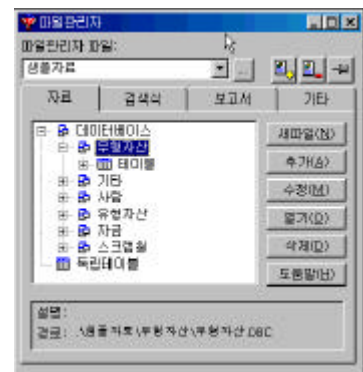 파일관리자
파일관리자 파일:
샘플자료
...
자료 검색식 보고서 기타
데이터베이스
무형자산
테이블
기타
사람
유형자산
자금
스크랩철
독립테이블
새파일(N)
추가(A)
수정(M)
열기(O)
삭제(D)
도움말(H)
설명:
경로: .\샘플자료\무형자산\무형자산.DBC